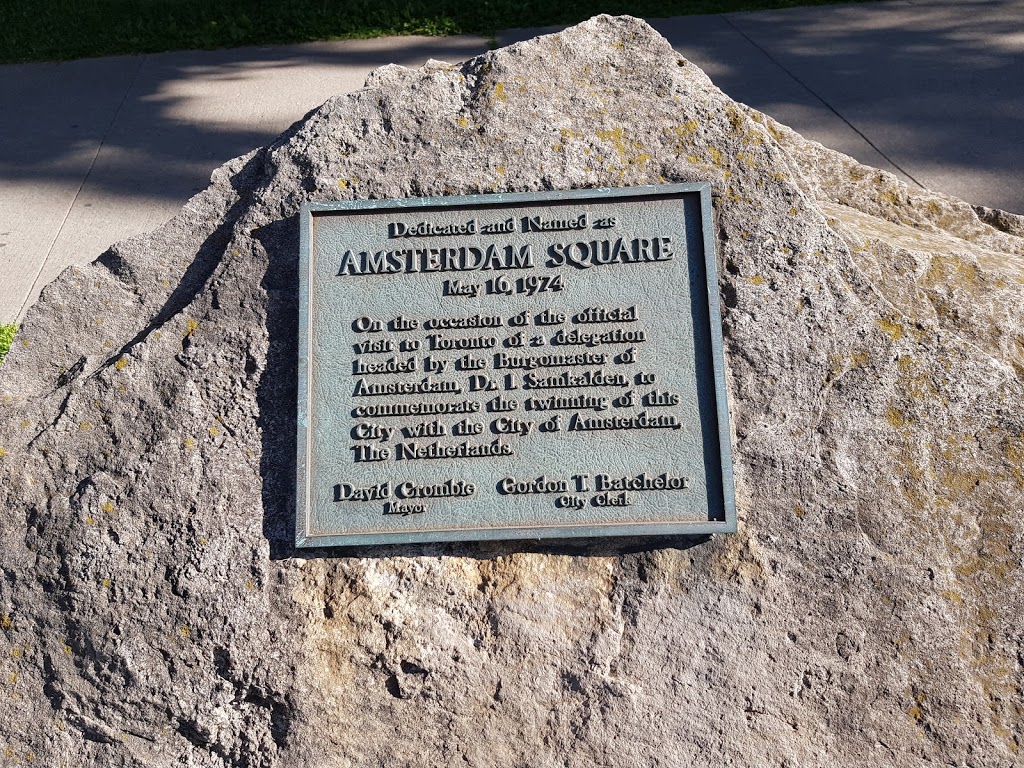 Dedicated and Named as
AMSTERDAM SQUARE
May 10, 1974
On the occasion of the official
visit to Toronto of a delegation
headed by the Burgomaster of
Amsterdam, Dr. I. Samkalden, to
commemorate the twinning of this
City with the City of Amsterdam,
The Netherlands.
David Crombie Gordon T. Batchelor
Mayor City Clerk